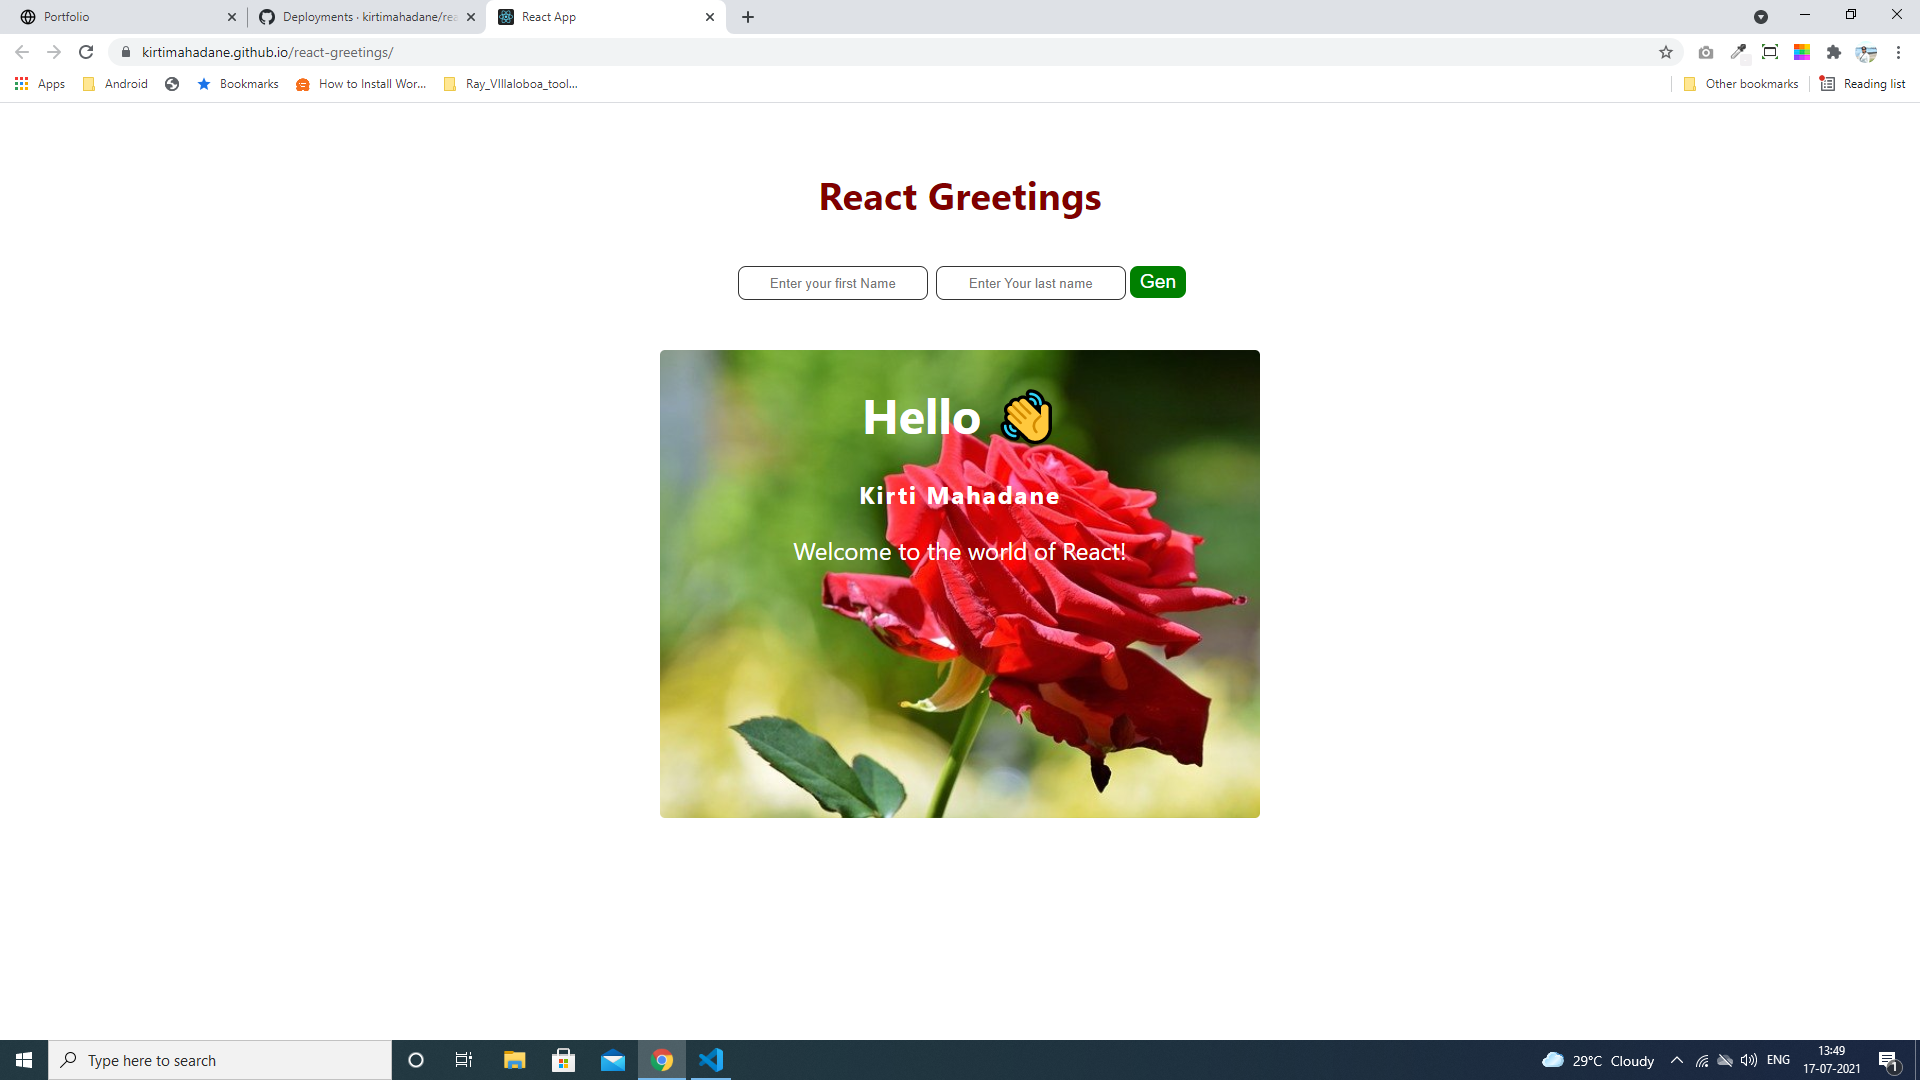 Portfolio
Deployments · kirtimahadane/rea
React App
kirtimahadane.github.io/react-greetings/
Apps
Android
Bookmarks
How to Install Wor...
Ray_VIllaloboa_tool...
Other bookmarks
Reading list
React Greetings
Enter your first Name
Enter Your last name
Gen
Hello
Kirti Mahadane
Welcome to the world of React!
Type here to search
29°C Cloudy
ENG
13:49
17-07-2021
1